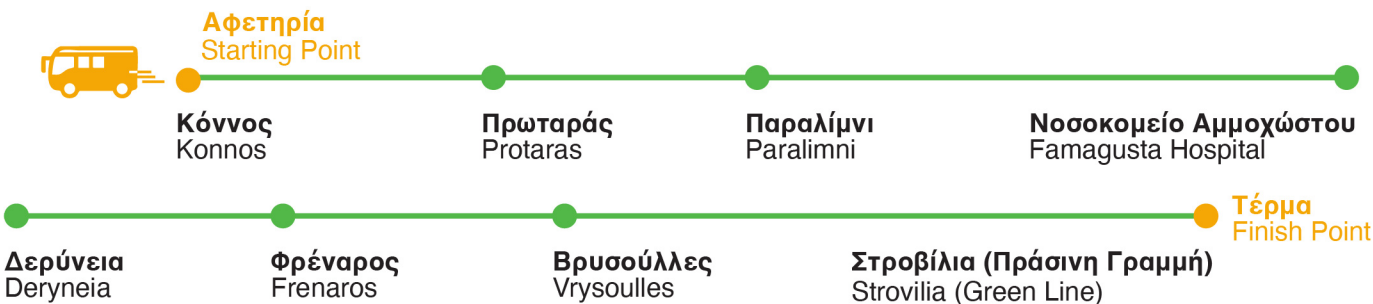 Αφετηρία
Starting Point
Κόννος
Konnos
Πρωταράς
Protaras
Παραλίμνι
Paralimni
Νοσοκομείο Αμμοχώστου
Famagusta Hospital
Τέρμα
Finish Point
Δερύνεια
Deryneia
Φρέναρος
Frenaros
Βρυσούλλες
Vrysoulles
Στροβίλια (Πράσινη Γραμμή)
Strovilia (Green Line)